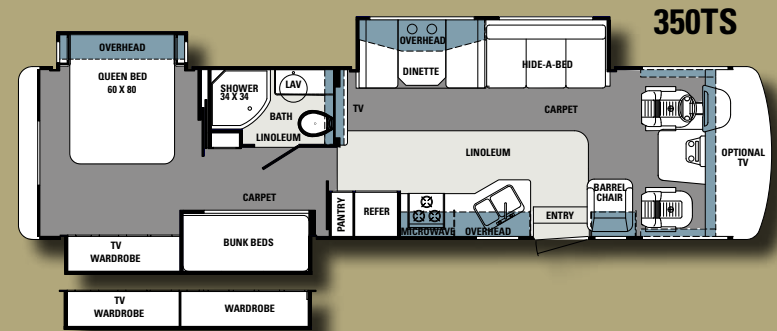 350TS
OVERHEAD
QUEEN BED
60 X 80
SHOWER
34 X 34
LAV
BATH
LINOLEUM
OVERHEAD
DINETTE
HIDE-A-BED
TV
CARPET
LINOLEUM
OPTIONAL
TV
CARPET
PANTRY
REFER
MICROWAVE
OVERHEAD
ENTRY
BARREL
CHAIR
TV
WARDROBE
BUNK BEDS
TV
WARDROBE
WARDROBE